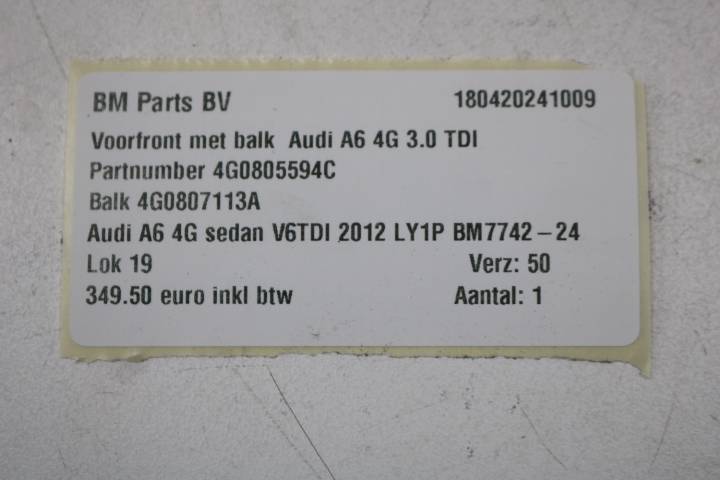 BM Parts BV 180420241009
Voorfront met balk Audi A6 4G 3.0 TDI
Partnumber 4G0805594C
Balk 4G0807113A
Audi A6 4G sedan V6TDI 2012 LY1P BM7742-24
Lok 19 Verz: 50
349.50 euro inkl btw Aantal: 1